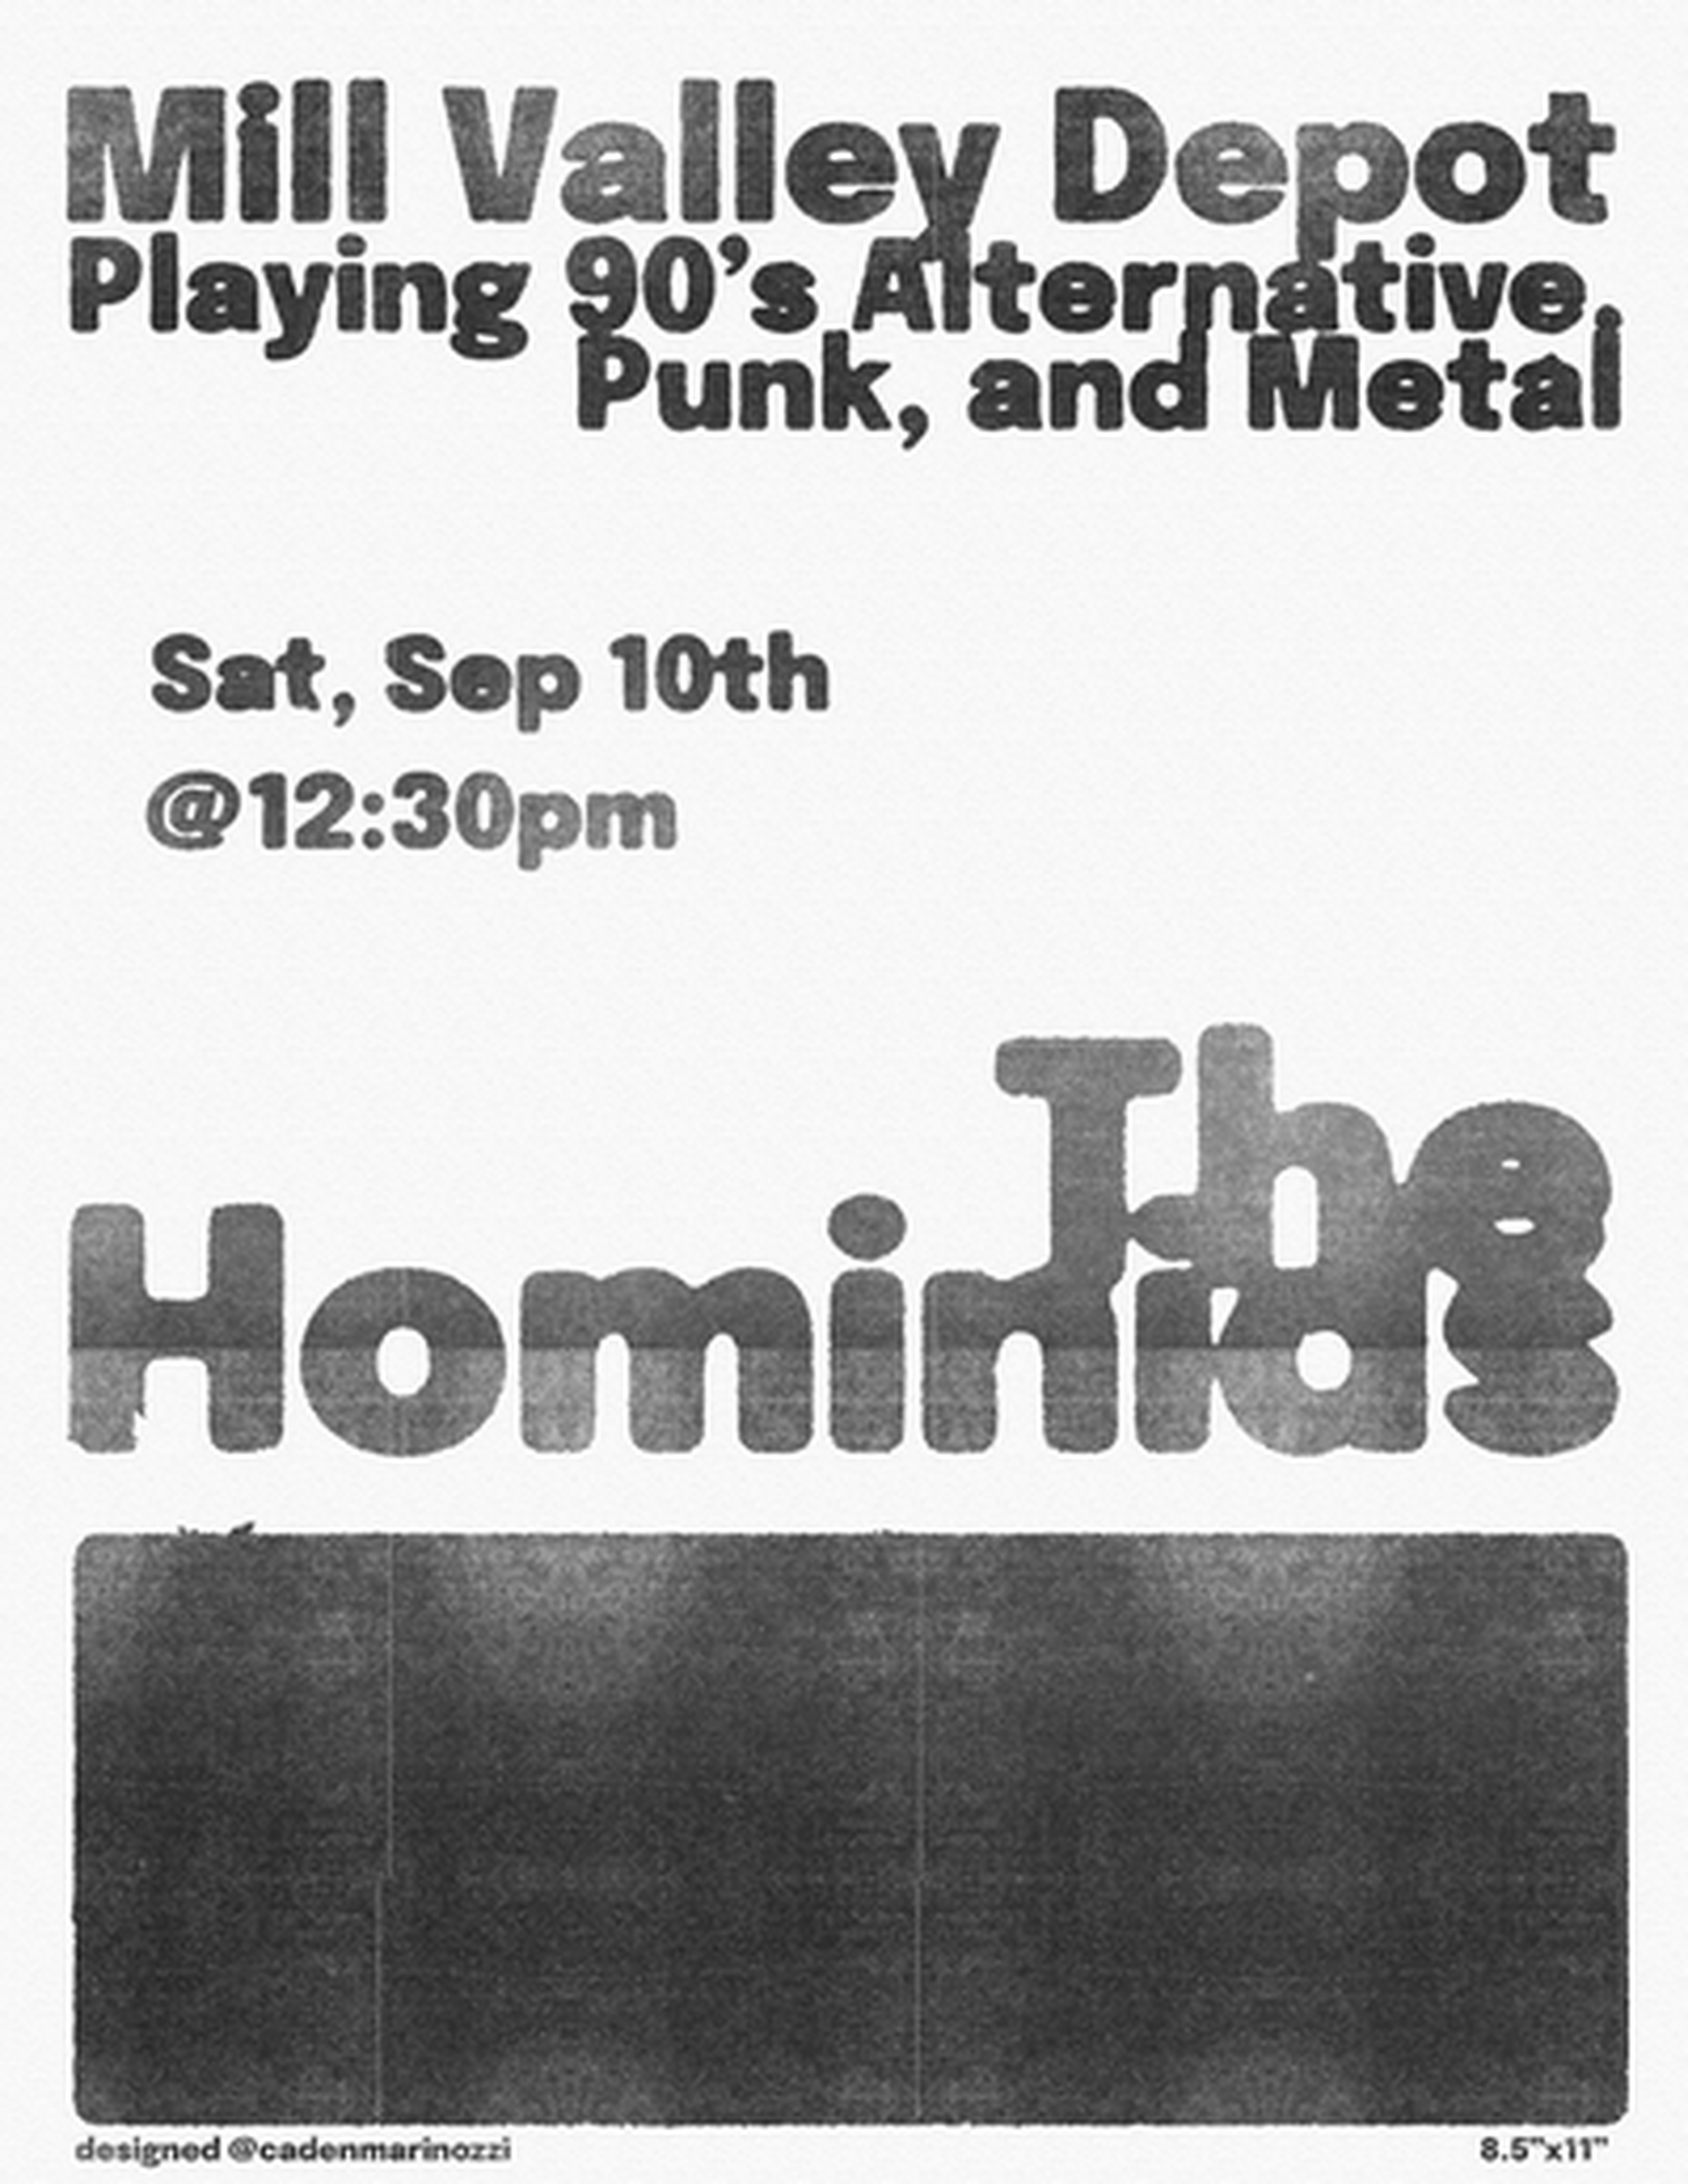 Mill Valley Depot
Playing 90’s Alternative,
Punk, and Metal
Sat, Sep 10th
@12:30pm
The
Hominids
designed @cadenmarinozzi
8.5"x11"